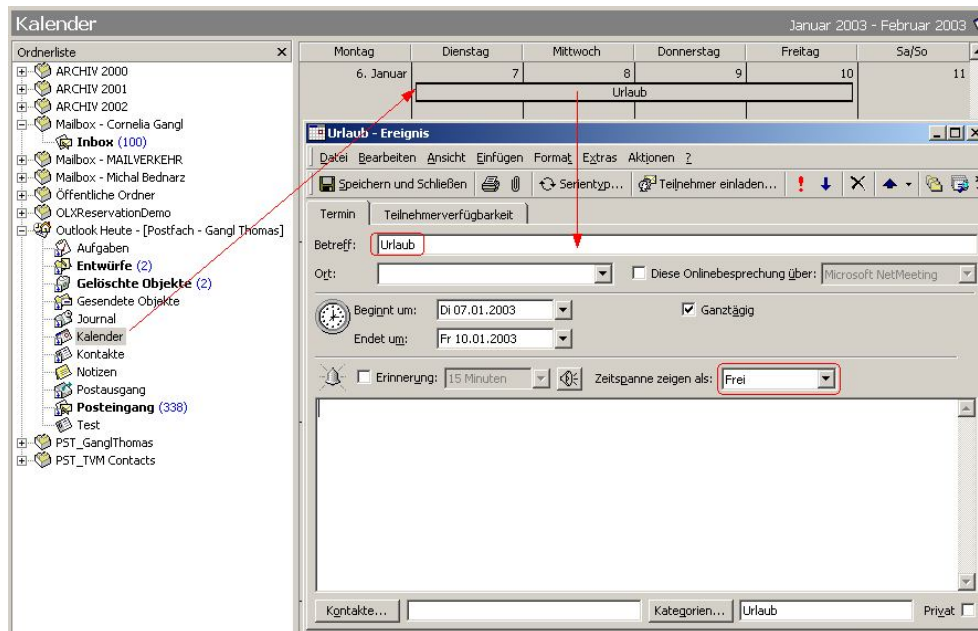 Kalender
Januar 2003 - Februar 2003
Ordnerliste
ARCHIV 2000
ARCHIV 2001
ARCHIV 2002
Mailbox - Cornelia Gangl
Inbox (100)
Mailbox - MAILVERKEHR
Mailbox - Michal Bednarz
Öffentliche Ordner
OLXReservationDemo
Outlook Heute - [Postfach - Gangl Thomas]
Aufgaben
Entwürfe (2)
Gelöschte Objekte (2)
Gesendete Objekte
Journal
Kalender
Kontakte
Notizen
Postausgang
Posteingang (338)
Test
PST_GanglThomas
PST_TVM Contacts
Montag Dienstag Mittwoch Donnerstag Freitag Sa/So
6. Januar 7 8 9 10 11
Urlaub
Urlaub - Ereignis
Datei Bearbeiten Ansicht Einfügen Format Extras Aktionen ?
Speichern und Schließen Serientyp... Teilnehmer einladen...
Termin Teilnehmerverfügbarkeit
Betreff: Urlaub
Ort: Diese Onlinebesprechung über: Microsoft NetMeeting
Beginnt um: Di 07.01.2003 Ganztägig
Endet um: Fr 10.01.2003
Erinnerung: 15 Minuten Zeitspanne zeigen als: Frei
Kontakte... Kategorien... Urlaub Privat